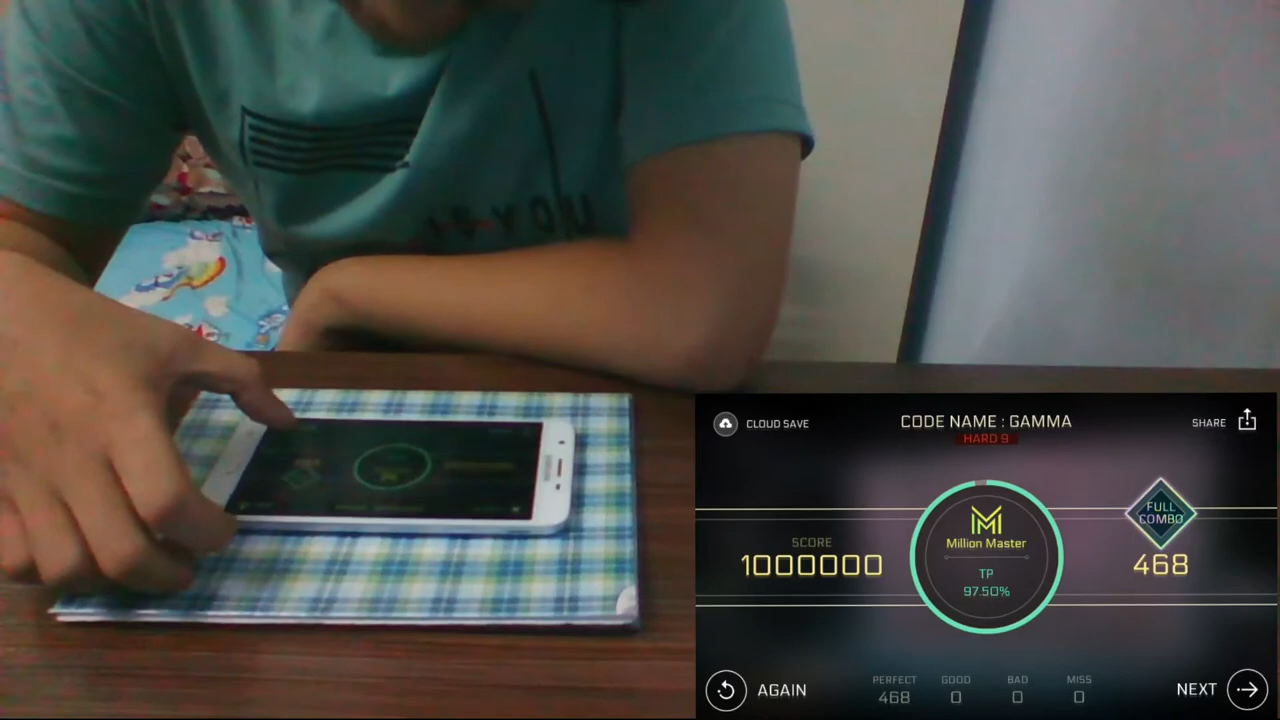 CLOUD SAVE
CODE NAME : GAMMA
HARD 9
SHARE
SCORE
1000000
Million Master
TP
97.50%
FULL
COMBO
468
AGAIN
PERFECT
468
GOOD
0
BAD
0
MISS
0
NEXT